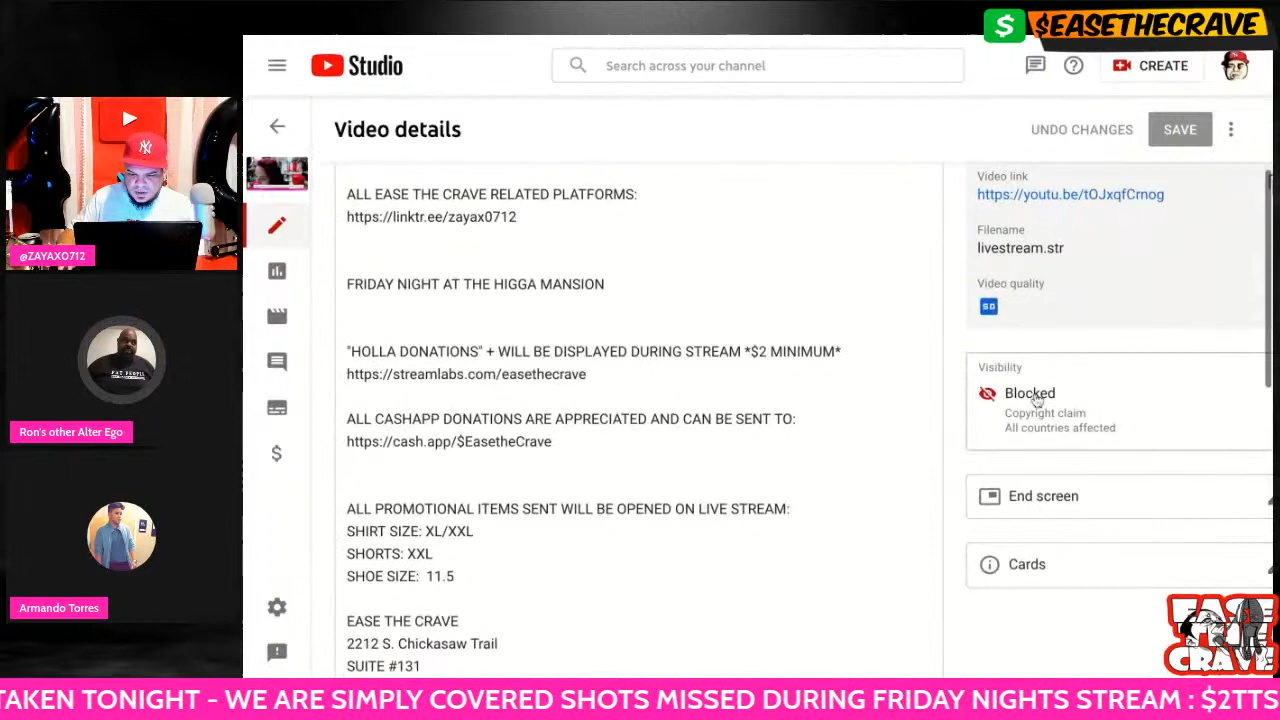 $EASETHECRAVE
Studio
Search across your channel
CREATE
Video details
UNDO CHANGES
SAVE
@ZAYAX0712
Ron's other Alter Ego
Armando Torres
ALL EASE THE CRAVE RELATED PLATFORMS:
https://linktr.ee/zayax0712
FRIDAY NIGHT AT THE HIGGA MANSION
"HOLLA DONATIONS" + WILL BE DISPLAYED DURING STREAM *$2 MINIMUM*
https://streamlabs.com/easethecrave
ALL CASHAPP DONATIONS ARE APPRECIATED AND CAN BE SENT TO:
https://cash.app/$EasetheCrave
ALL PROMOTIONAL ITEMS SENT WILL BE OPENED ON LIVE STREAM:
SHIRT SIZE: XL/XXL
SHORTS: XXL
SHOE SIZE: 11.5
EASE THE CRAVE
2212 S. Chickasaw Trail
SUITE #131
Video link
https://youtu.be/tOJxqfCrnog
Filename
livestream.str
Video quality
SD
Visibility
Blocked
Copyright claim
All countries affected
End screen
Cards
EASE
THE
CRAVE
TAKEN TONIGHT - WE ARE SIMPLY COVERED SHOTS MISSED DURING FRIDAY NIGHTS STREAM : $2TTS